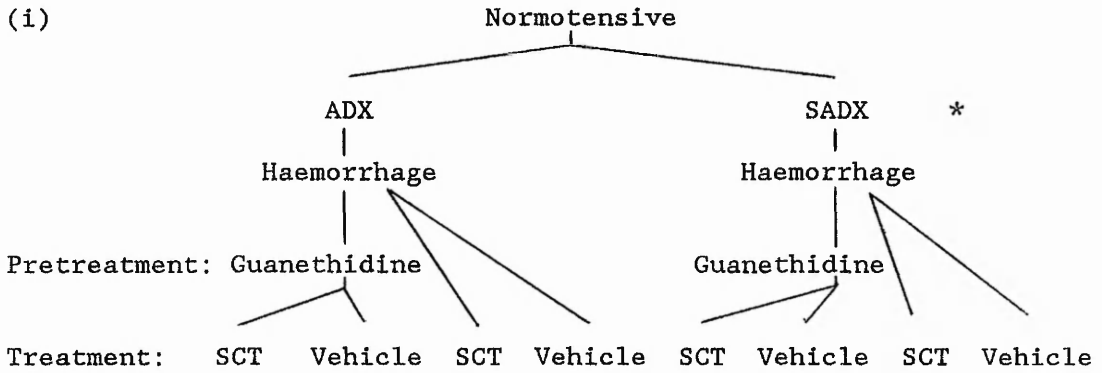 (i) Normotensive
ADX SADX *
Haemorrhage Haemorrhage
Pretreatment: Guanethidine Guanethidine
Treatment: SCT Vehicle SCT Vehicle SCT Vehicle SCT Vehicle